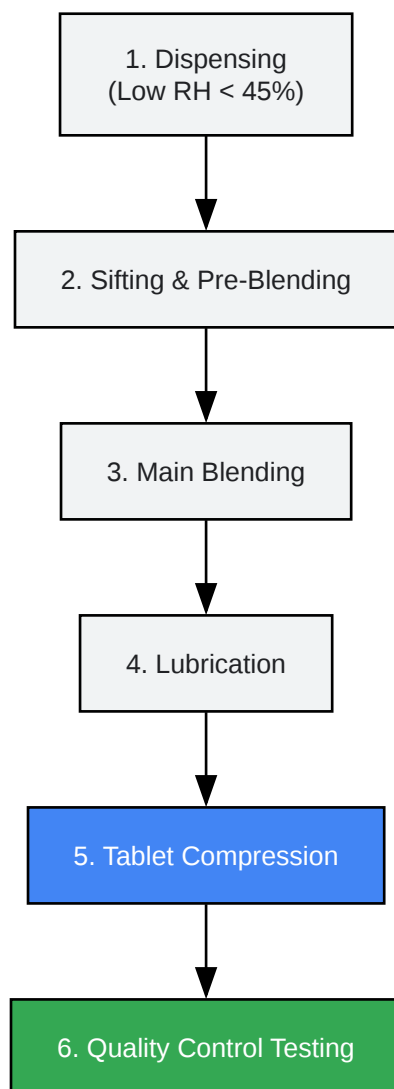 1. Dispensing
(Low RH < 45%)
2. Sifting & Pre-Blending
3. Main Blending
4. Lubrication
5. Tablet Compression
6. Quality Control Testing